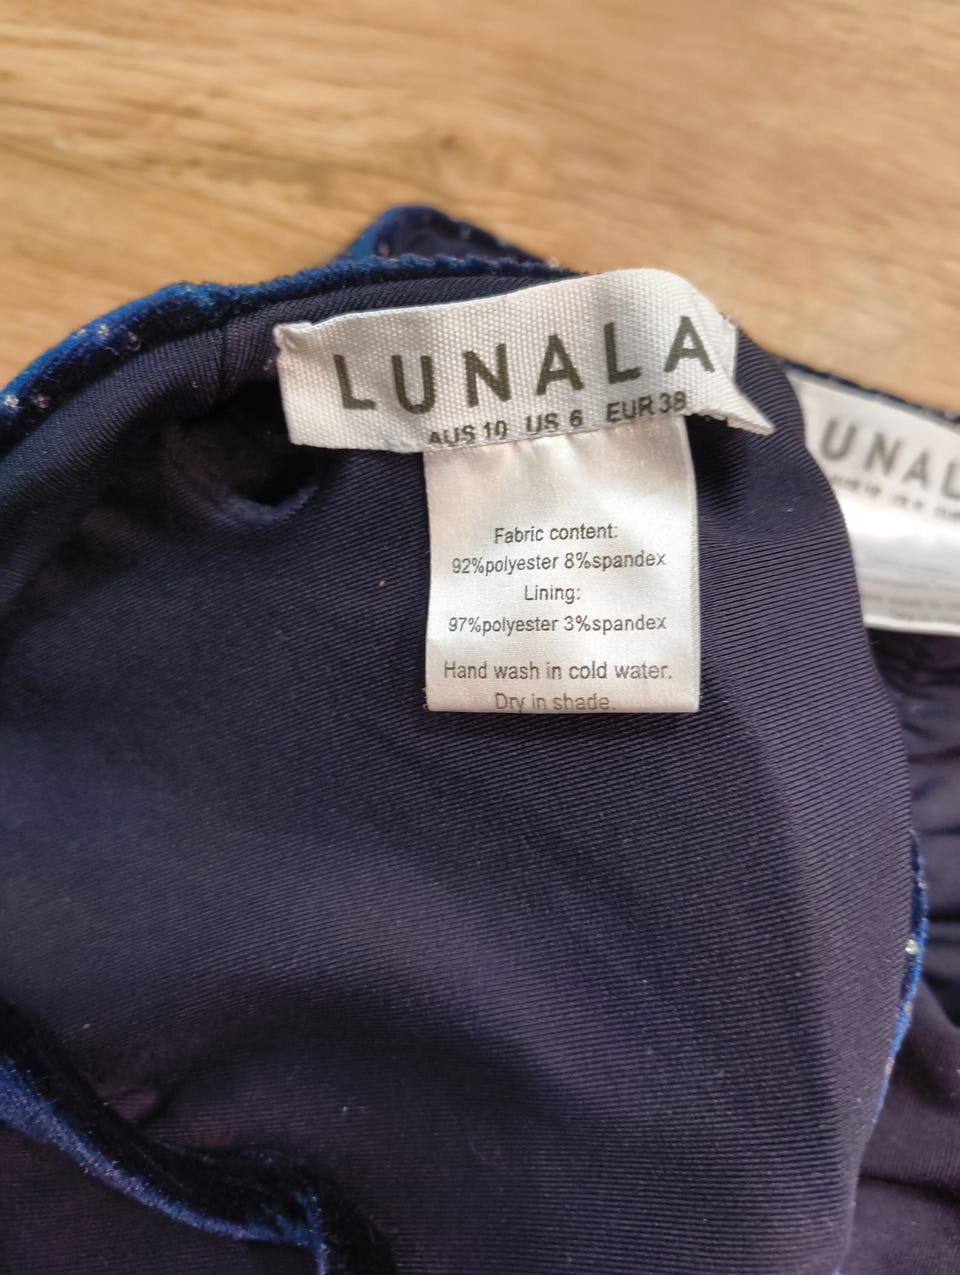 LUNALA
AUS 10 US 6 EUR 38
Fabric content:
92%polyester 8%spandex
Lining:
97%polyester 3%spandex
Hand wash in cold water.
Dry in shade.
UNAL